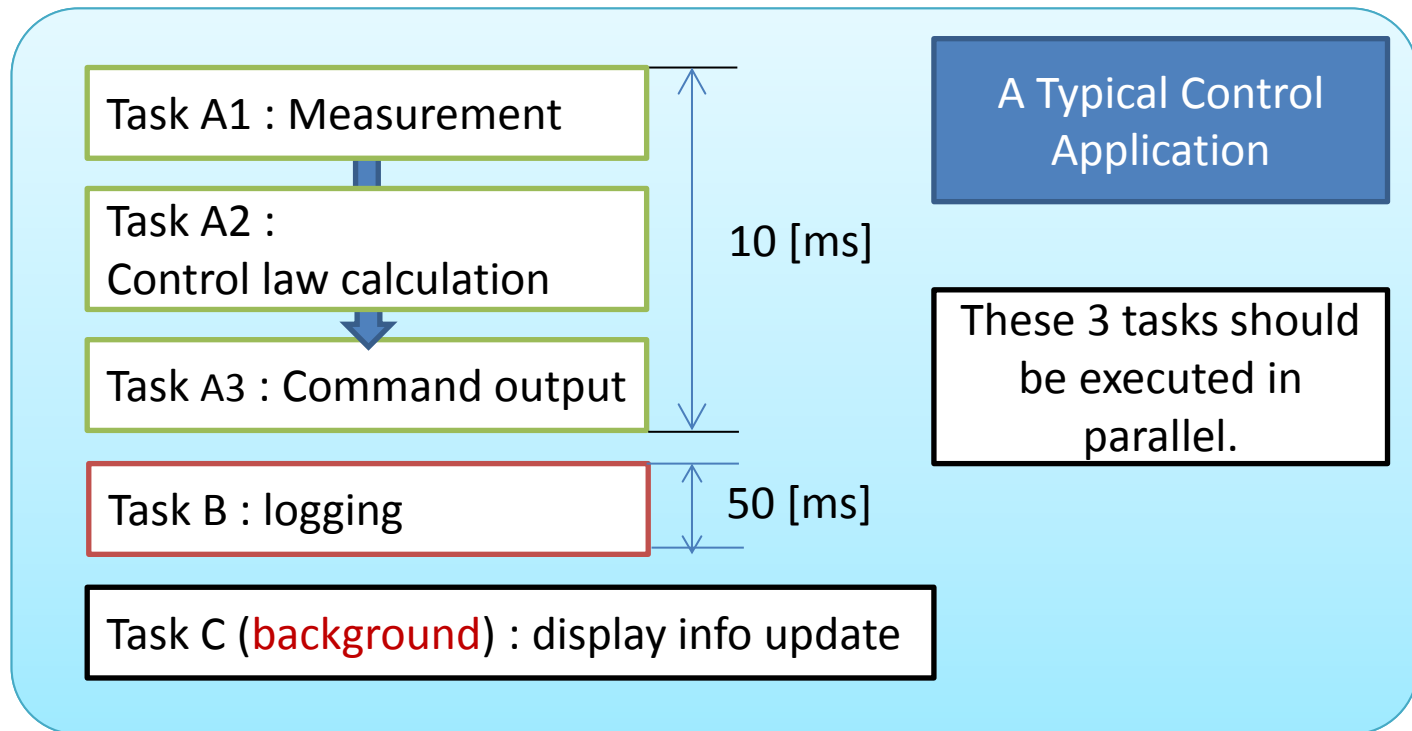 Task A1 : Measurement
Task A2 :
Control law calculation
Task A3 : Command output
10 [ms]
Task B : logging
50 [ms]
Task C (background) : display info update
A Typical Control
Application
These 3 tasks should
be executed in
parallel.